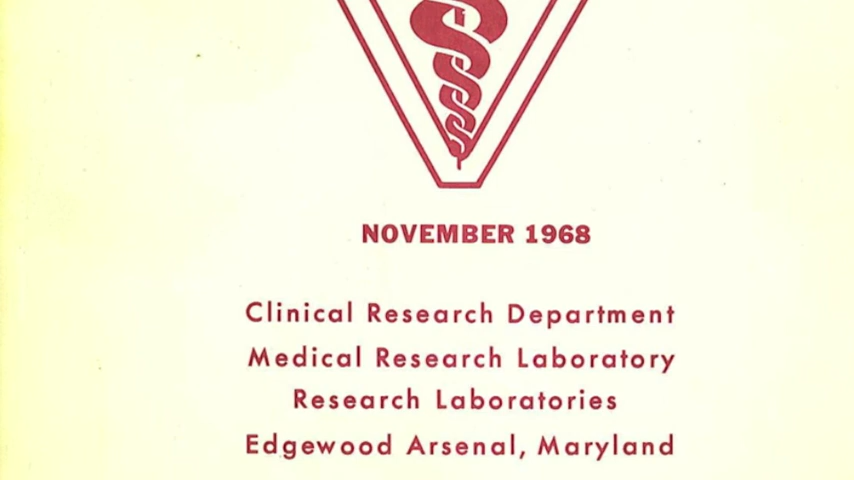 NOVEMBER 1968
Clinical Research Department
Medical Research Laboratory
Research Laboratories
Edgewood Arsenal, Maryland